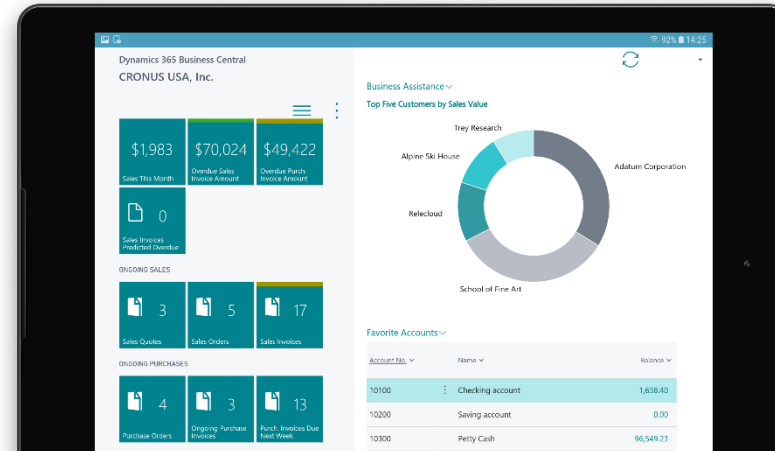 92% 14:25
Dynamics 365 Business Central
CRONUS USA, Inc.
$1,983
Sales This Month
$70,024
Overdue Sales
Invoice Amount
$49,422
Overdue Purch.
Invoice Amount
0
Sales Invoices
Predicted Overdue
ONGOING SALES
3
Sales Quotes
5
Sales Orders
17
Sales Invoices
ONGOING PURCHASES
4
Purchase Orders
3
Ongoing Purchase
Invoices
13
Purch. Invoices Due
Next Week
Business Assistance
Top Five Customers by Sales Value
Trey Research
Alpine Ski House
Adatum Corporation
Relecloud
School of Fine Art
Favorite Accounts
Account No. Name Balance
10100 Checking account 1,638.40
10200 Saving account 0.00
10300 Petty Cash 96,549.23